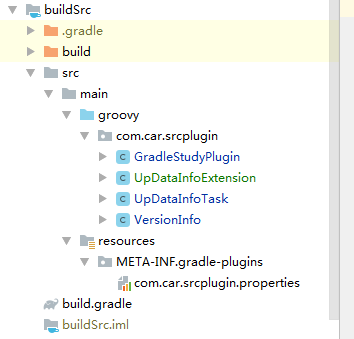 buildSrc
.gradle
build
src
main
groovy
com.car.srcplugin
GradleStudyPlugin
UpDataInfoExtension
UpDataInfoTask
VersionInfo
resources
META-INF.gradle-plugins
com.car.srcplugin.properties
build.gradle
buildSrc.iml